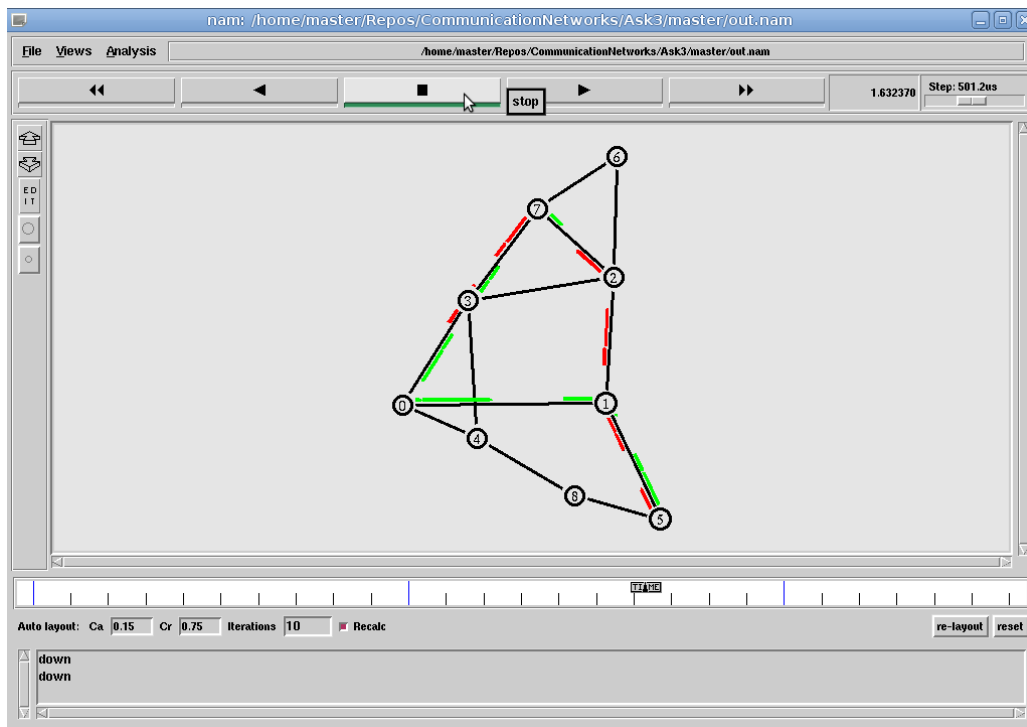 nam: /home/master/Repos/CommunicationNetworks/Ask3/master/out.nam
File Views Analysis /home/master/Repos/CommunicationNetworks/Ask3/master/out.nam
1.632370 Step: 501.2us
stop
E D
I T
6
7
2
3
0
1
4
8
5
TIME
Auto layout: Ca 0.15 Cr 0.75 Iterations 10 Recalc re-layout reset
down
down